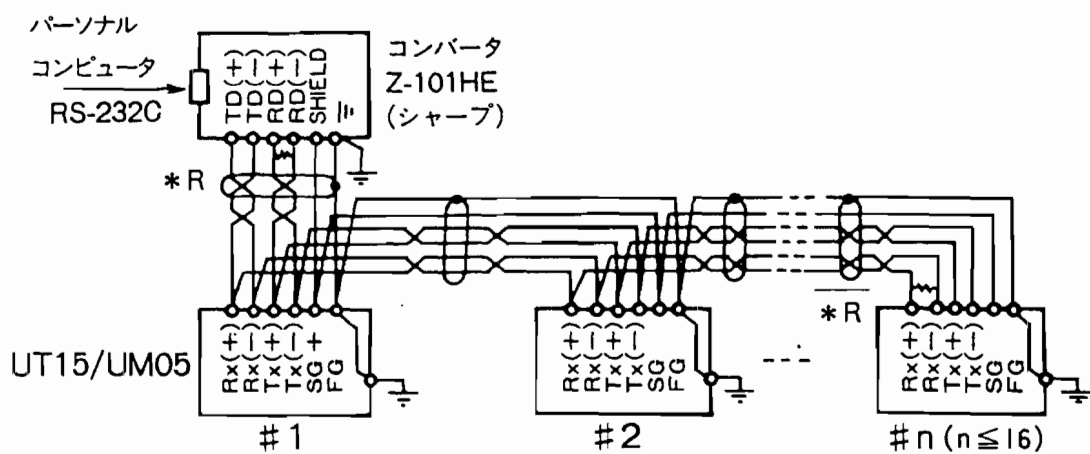 パーソナル
コンピュータ
RS-232C
TD(+)
TD(-)
RD(+)
RD(-)
SHIELD
コンバータ
Z-101HE
(シャープ)
*R
*R
UT15/UM05
Rx(+)
Rx(-)
Tx(+)
Tx(-)
SG+
FG
#1
Rx(+)
Rx(-)
Tx(+)
Tx(-)
SG
FG
#2
Rx(+)
Rx(-)
Tx(+)
Tx(-)
SG
FG
#n (n≦16)